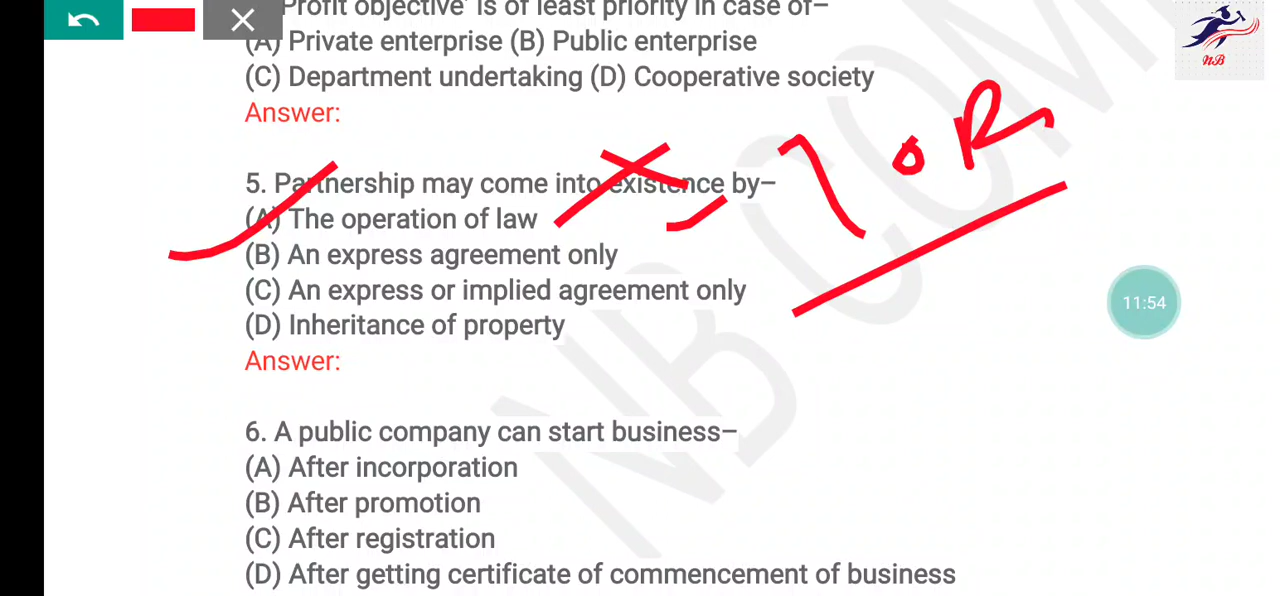 Profit objective' is of least priority in case of–
(A) Private enterprise (B) Public enterprise
(C) Department undertaking (D) Cooperative society
Answer:
5. Partnership may come into existence by–
(A) The operation of law
(B) An express agreement only
(C) An express or implied agreement only
(D) Inheritance of property
Answer:
6. A public company can start business–
(A) After incorporation
(B) After promotion
(C) After registration
(D) After getting certificate of commencement of business
NB COM
NB
11:54